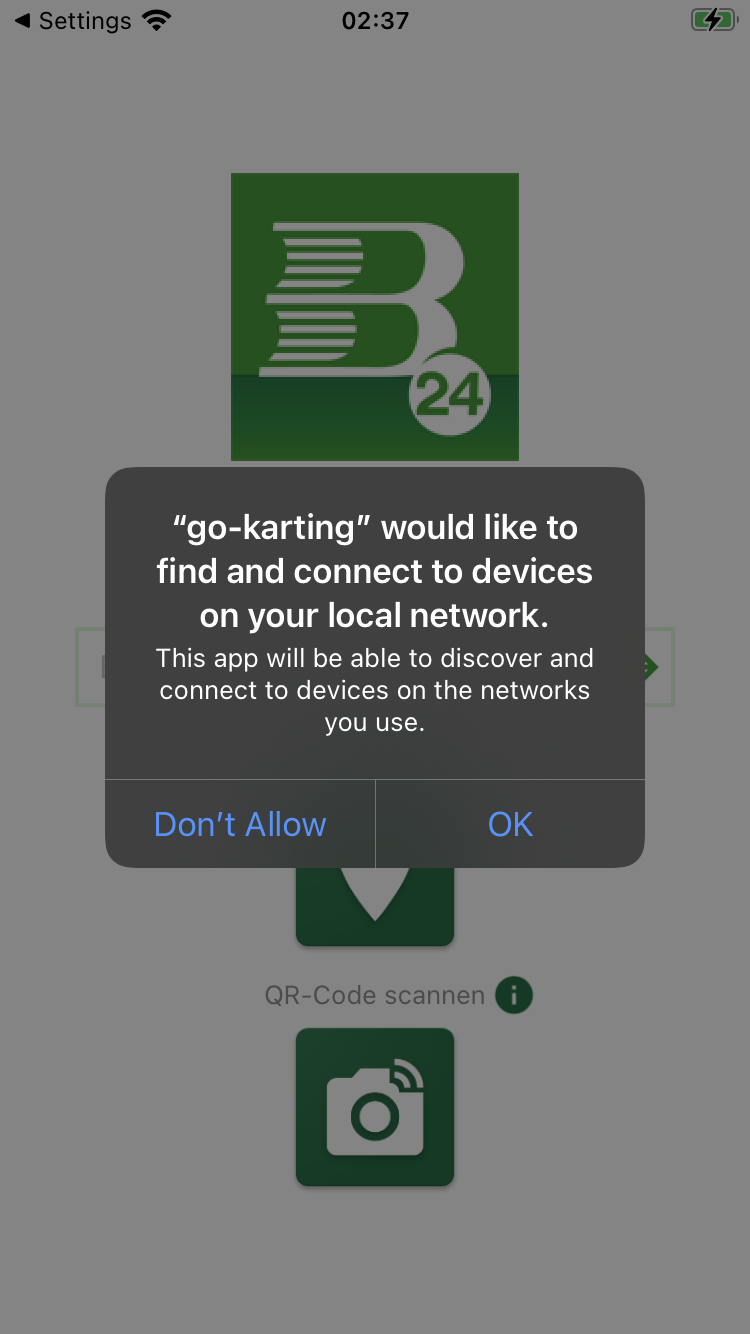 Settings
02:37
B
24
“go-karting” would like to
find and connect to devices
on your local network.
This app will be able to discover and
connect to devices on the networks
you use.
Don’t Allow
OK
QR-Code scannen
i